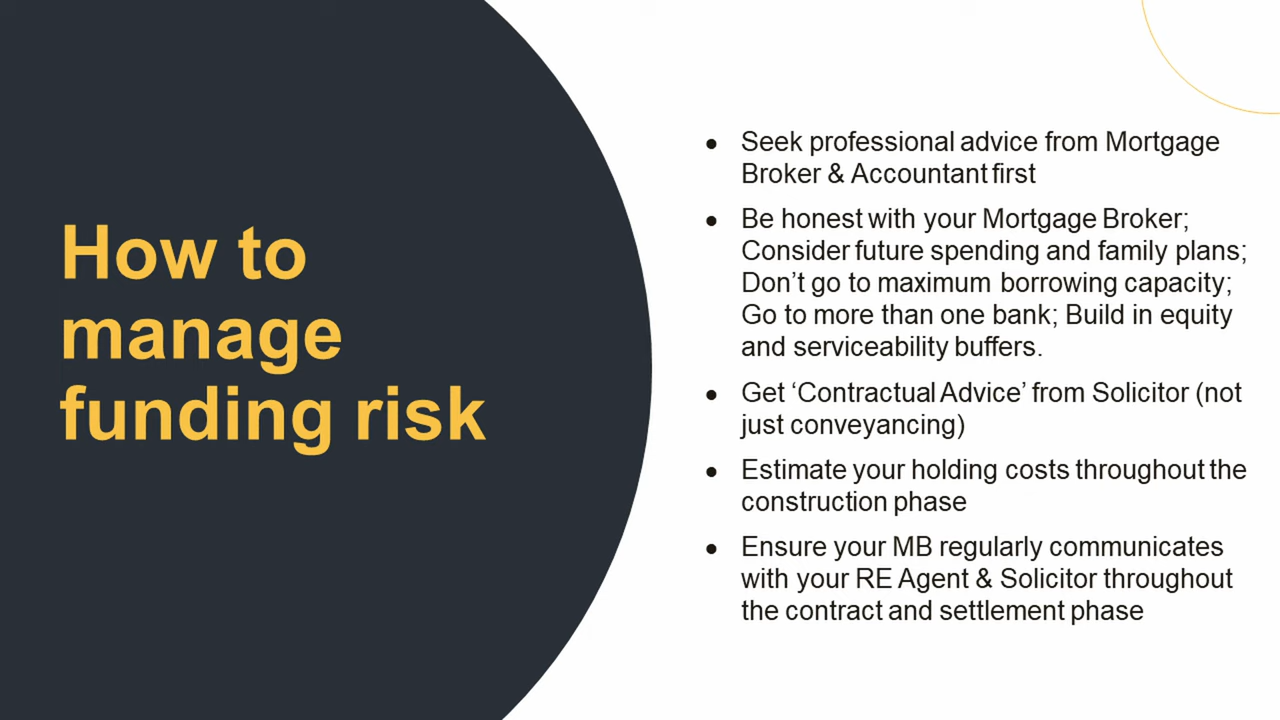 How to
manage
funding risk
• Seek professional advice from Mortgage
Broker & Accountant first
• Be honest with your Mortgage Broker;
Consider future spending and family plans;
Don’t go to maximum borrowing capacity;
Go to more than one bank; Build in equity
and serviceability buffers.
• Get ‘Contractual Advice’ from Solicitor (not
just conveyancing)
• Estimate your holding costs throughout the
construction phase
• Ensure your MB regularly communicates
with your RE Agent & Solicitor throughout
the contract and settlement phase